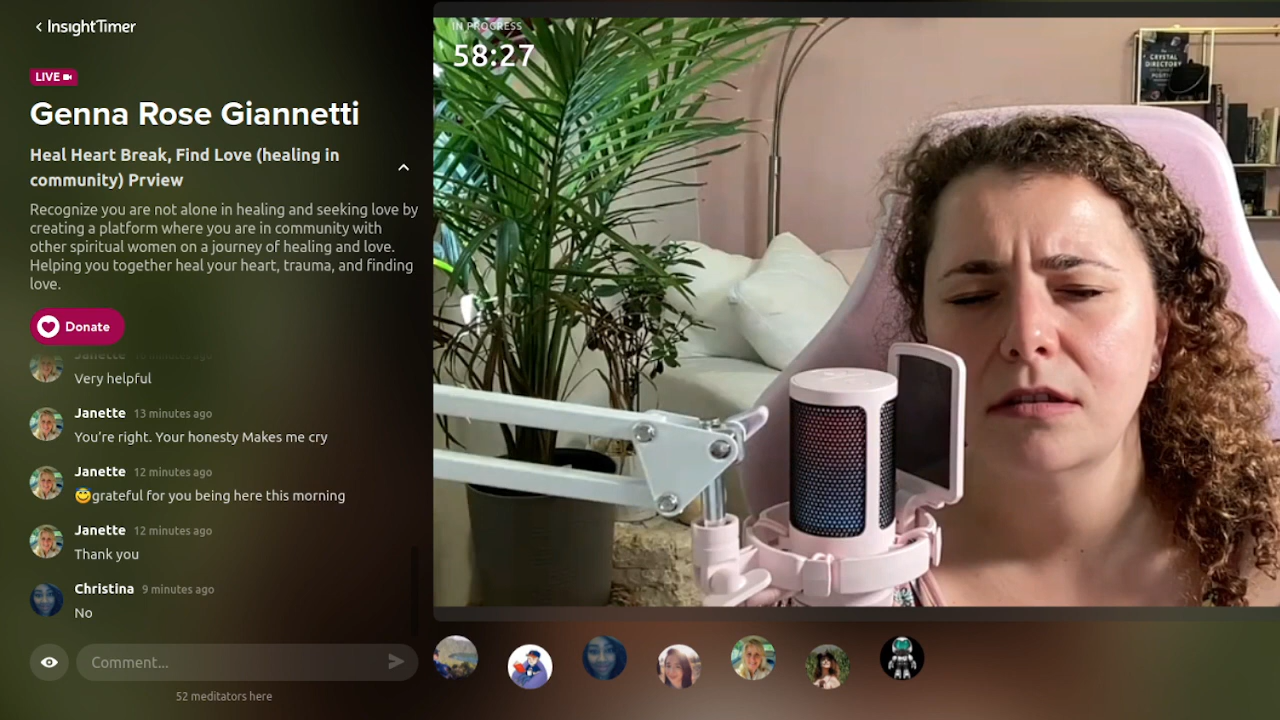 InsightTimer
LIVE
Genna Rose Giannetti
Heal Heart Break, Find Love (healing in
community) Prview
Recognize you are not alone in healing and seeking love by
creating a platform where you are in community with
other spiritual women on a journey of healing and love.
Helping you together heal your heart, trauma, and finding
love.
Donate
Janette
Very helpful
Janette 13 minutes ago
You're right. Your honesty Makes me cry
Janette 12 minutes ago
😇grateful for you being here this morning
Janette 12 minutes ago
Thank you
Christina 9 minutes ago
No
Comment...
52 meditators here
IN PROGRESS
58:27
CRYSTAL
DIRECTORY